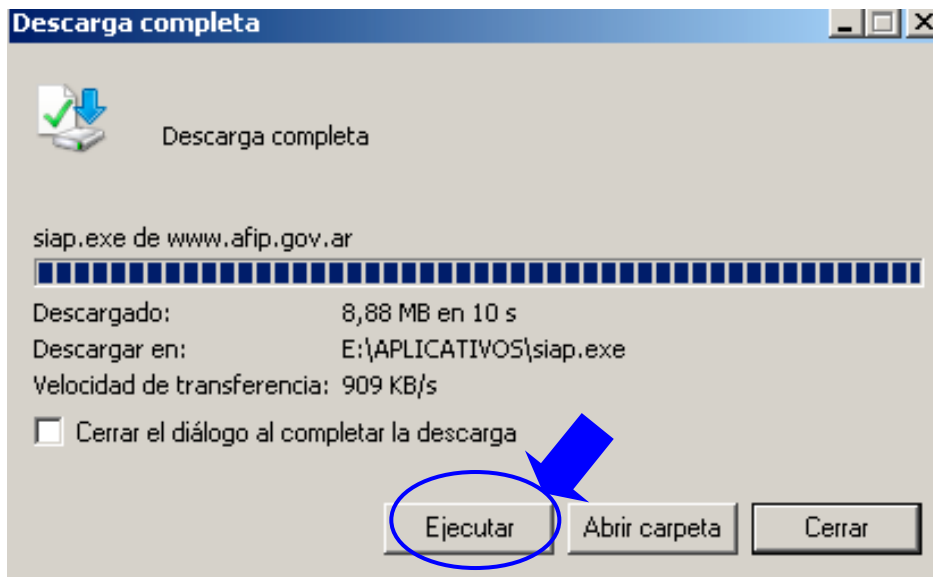 Descarga completa
Descarga completa
siap.exe de www.afip.gov.ar
Descargado: 8,88 MB en 10 s
Descargar en: E:\APLICATIVOS\siap.exe
Velocidad de transferencia: 909 KB/s
Cerrar el diálogo al completar la descarga
Ejecutar Abrir carpeta Cerrar